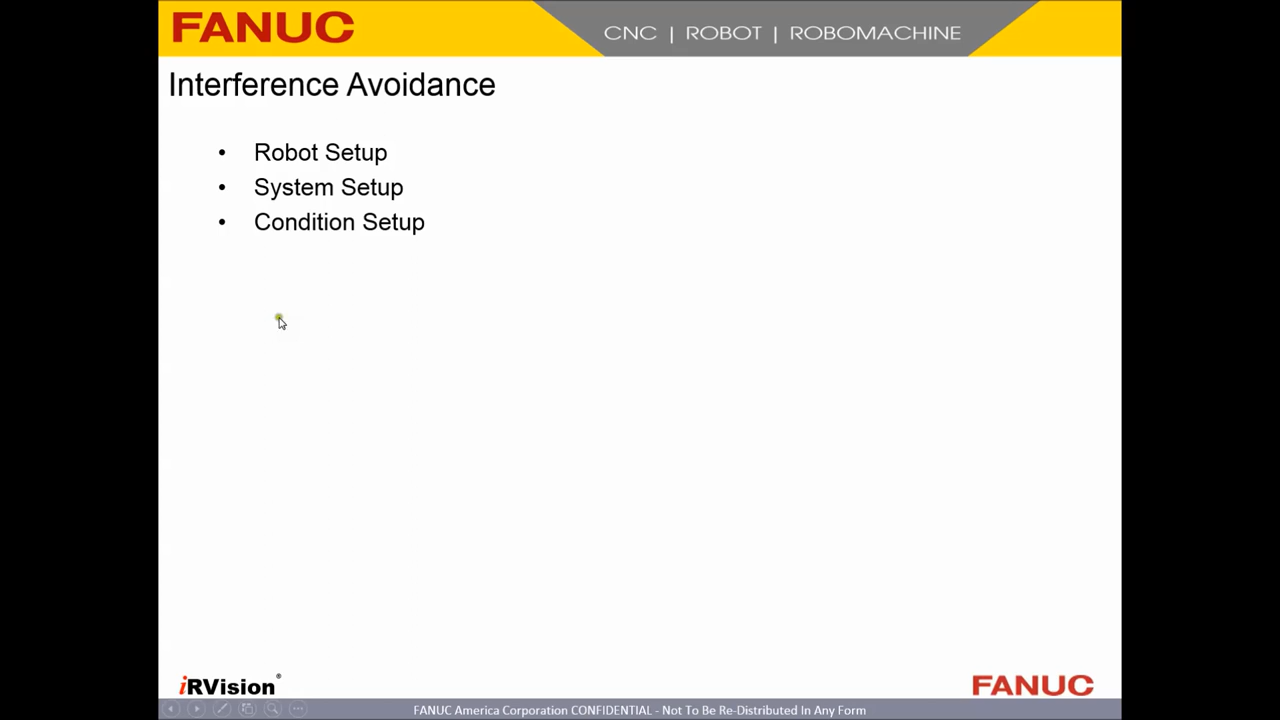 FANUC
CNC | ROBOT | ROBOMACHINE
Interference Avoidance
• Robot Setup
• System Setup
• Condition Setup
iRVision®
FANUC
FANUC America Corporation CONFIDENTIAL - Not To Be Re-Distributed In Any Form